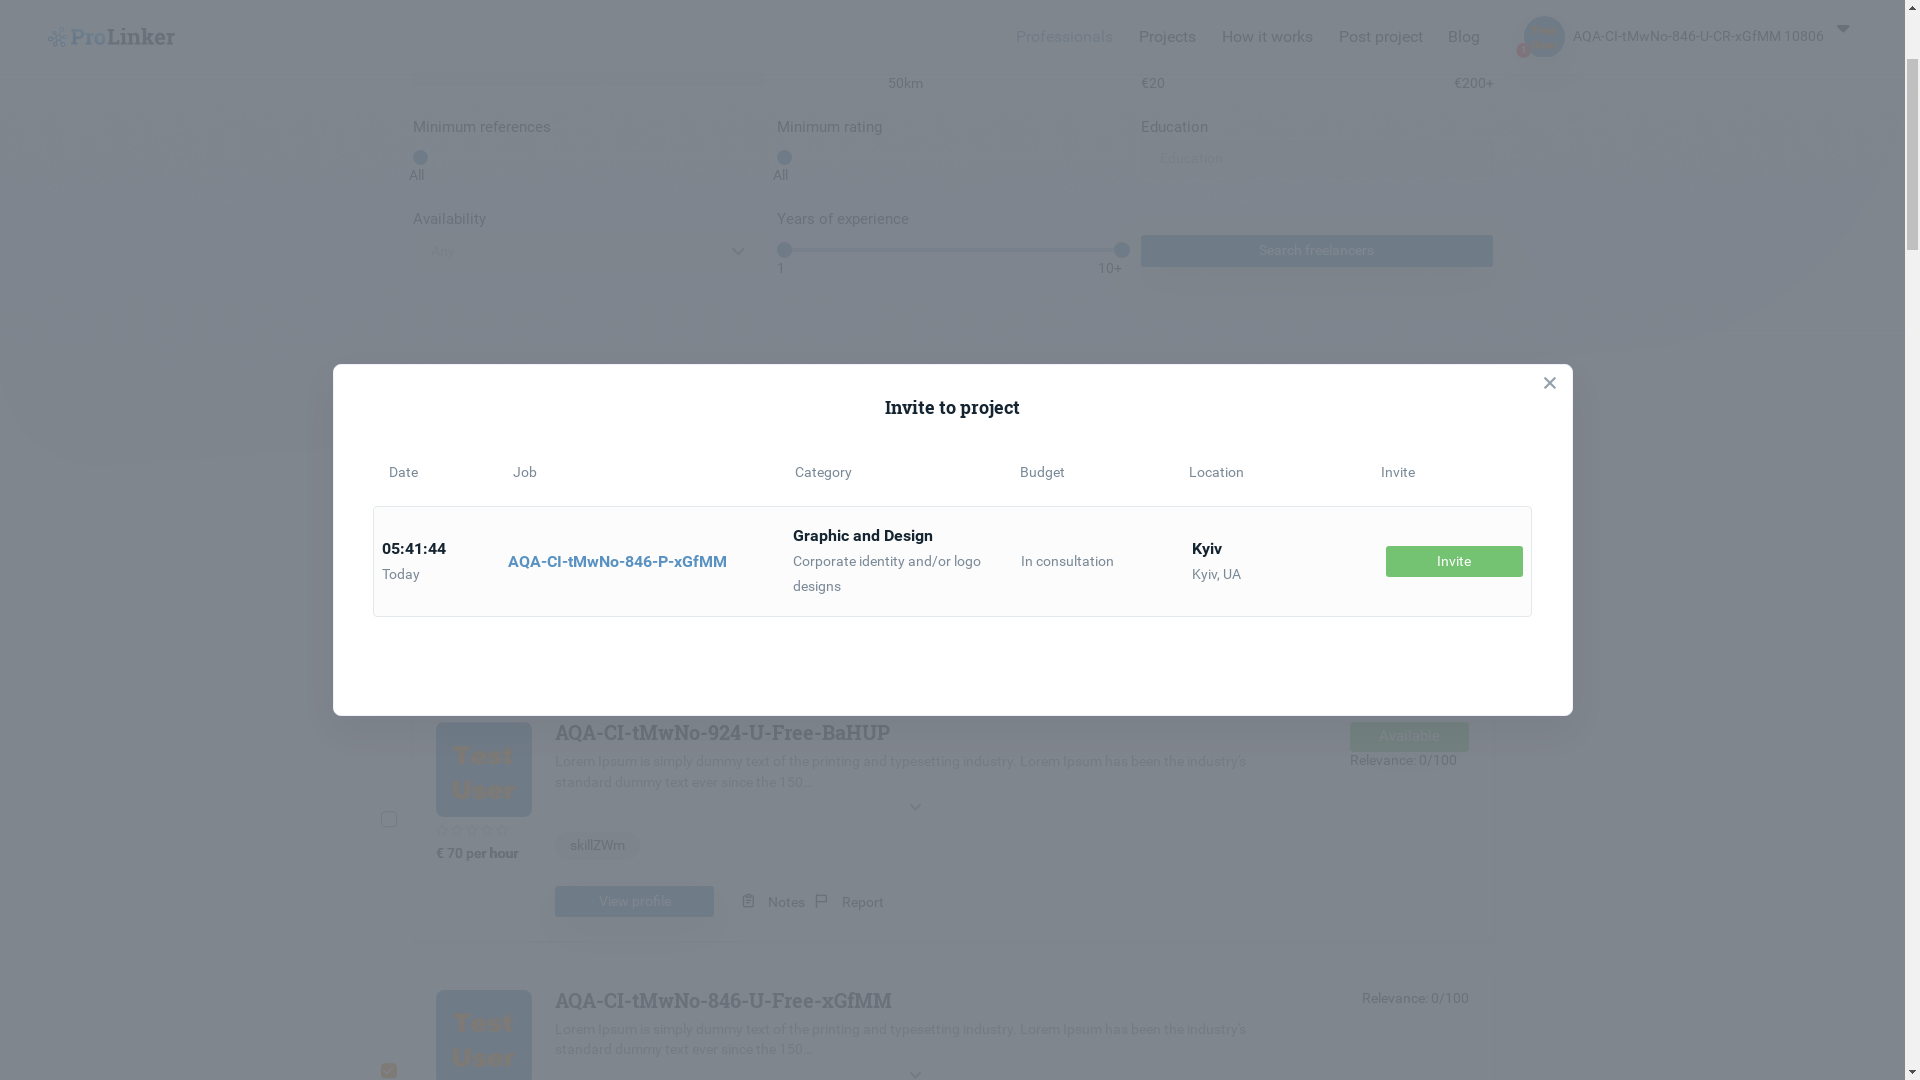 ProLinker
Professionals
Projects
How it works
Post project
Blog
1
AQA-CI-tMwNo-846-U-CR-xGfMM 10806
50km
€20
€200+
Minimum references
Minimum rating
Education
Education
All
All
Availability
Years of experience
Any
Search freelancers
1
10+
Invite to project
Date
Job
Category
Budget
Location
Invite
05:41:44
Today
AQA-CI-tMwNo-846-P-xGfMM
Graphic and Design
Corporate identity and/or logo
designs
In consultation
Kyiv
Kyiv, UA
Invite
Test
User
AQA-CI-tMwNo-924-U-Free-BaHUP
Available
Lorem Ipsum is simply dummy text of the printing and typesetting industry. Lorem Ipsum has been the industry's
standard dummy text ever since the 150...
Relevance: 0/100
€ 70 per hour
skillZWm
View profile
Notes
Report
Test
User
AQA-CI-tMwNo-846-U-Free-xGfMM
Relevance: 0/100
Lorem Ipsum is simply dummy text of the printing and typesetting industry. Lorem Ipsum has been the industry's
standard dummy text ever since the 150...